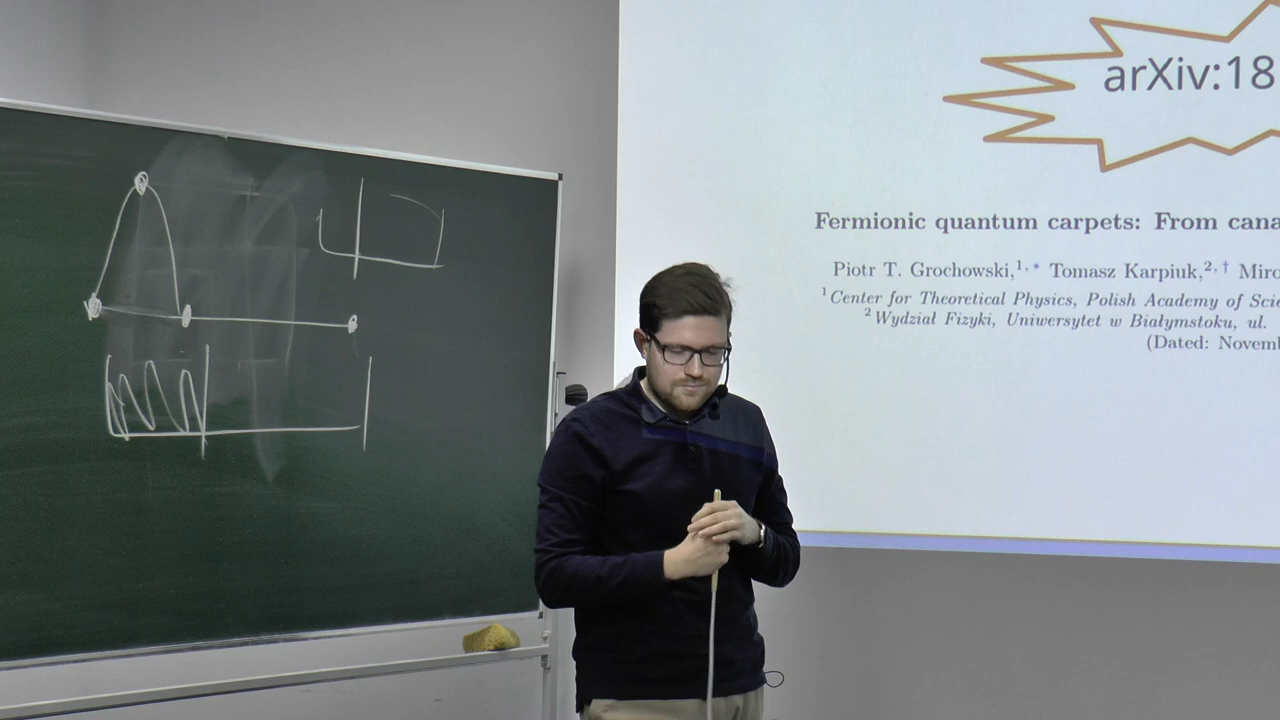 arXiv:18
Fermionic quantum carpets: From cana
Piotr T. Grochowski,¹,* Tomasz Karpiuk,²,† Miro
¹Center for Theoretical Physics, Polish Academy of Scie
²Wydział Fizyki, Uniwersytet w Białymstoku, ul.
(Dated: Novemb